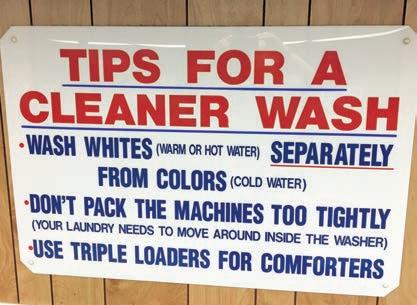 TIPS FOR A
CLEANER WASH
•WASH WHITES (WARM OR HOT WATER) SEPARATELY
FROM COLORS (COLD WATER)
•DON'T PACK THE MACHINES TOO TIGHTLY
(YOUR LAUNDRY NEEDS TO MOVE AROUND INSIDE THE WASHER)
•USE TRIPLE LOADERS FOR COMFORTERS